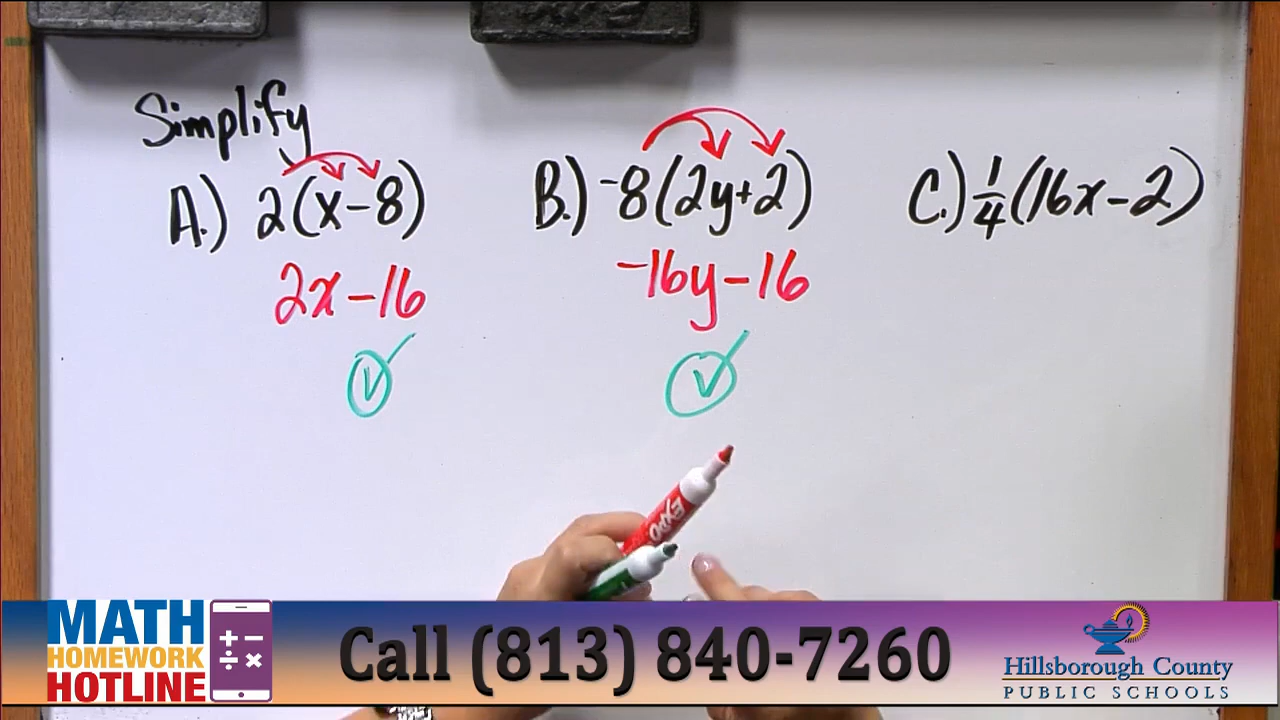 Simplify
A.) 2(x-8)
2x-16
B.) -8(2y+2)
-16y-16
C.) 1/4(16x-2)
EXPO
MATH
HOMEWORK
HOTLINE
+ −
÷ ×
Call (813) 840-7260
Hillsborough County
PUBLIC SCHOOLS